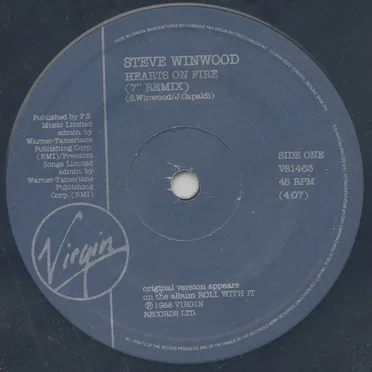 STEVE WINWOOD
HEARTS ON FIRE
(7" REMIX)
(S.Winwood/J.Capaldi)
Published by F.S.
Music Limited
admin. by
Warner-Tamerlane
Publishing Corp.
(BMI)/Freedom
Songs Limited
admin. by
Warner-Tamerlane
Publishing
Corp. (BMI)
SIDE ONE
VS1463
45 RPM
(4:07)
Virgin
original version appears
on the album ROLL WITH IT
℗ 1988 VIRGIN
RECORDS LTD